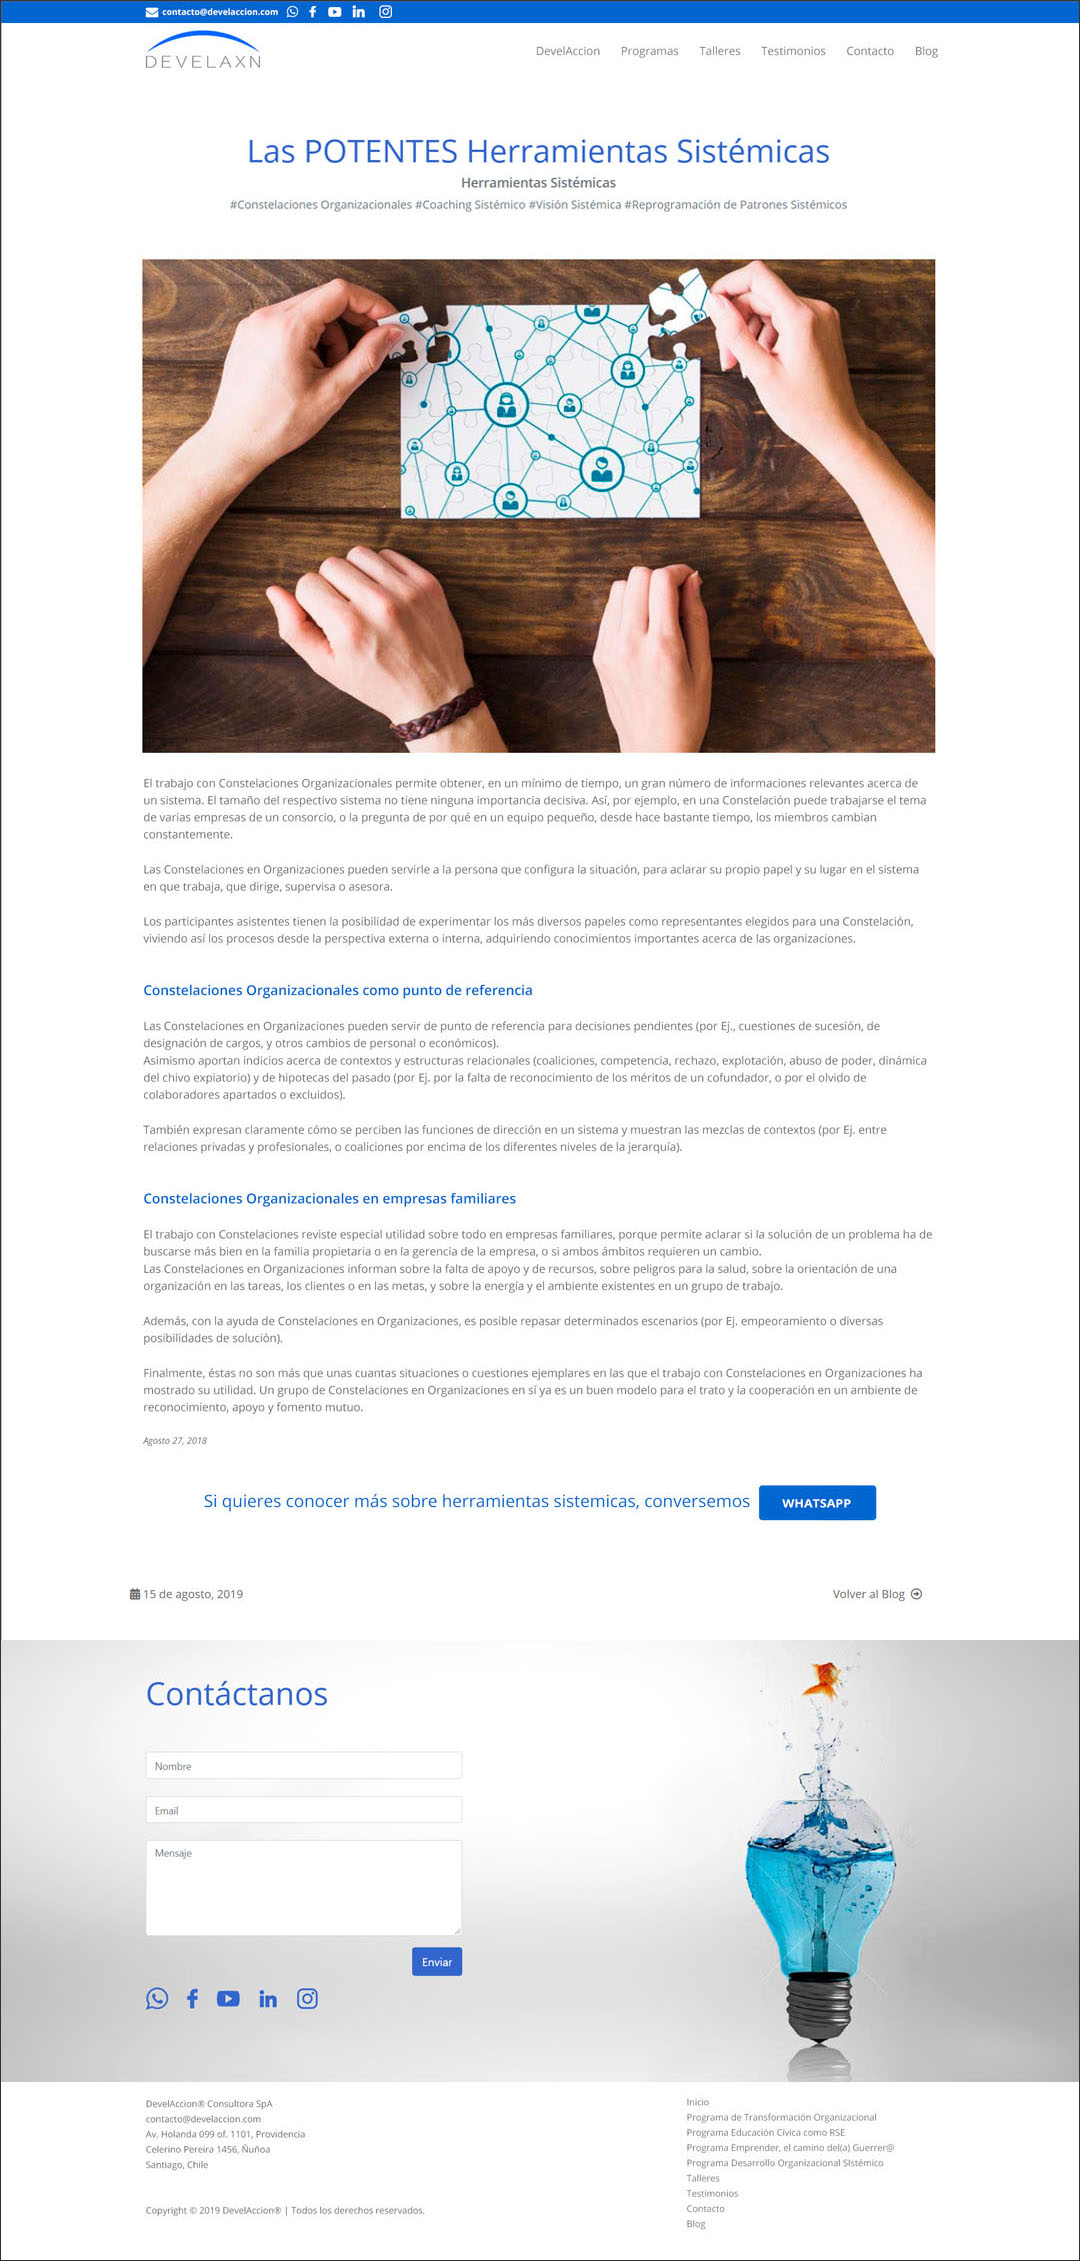 contacto@develaccion.com
DEVELAXN
DevelAccion Programas Talleres Testimonios Contacto Blog
Las POTENTES Herramientas Sistémicas
Herramientas Sistémicas
#Constelaciones Organizacionales #Coaching Sistémico #Visión Sistémica #Reprogramación de Patrones Sistémicos
El trabajo con Constelaciones Organizacionales permite obtener, en un mínimo de tiempo, un gran número de informaciones relevantes acerca de
un sistema. El tamaño del respectivo sistema no tiene ninguna importancia decisiva. Así, por ejemplo, en una Constelación puede trabajarse el tema
de varias empresas de un consorcio, o la pregunta de por qué en un equipo pequeño, desde hace bastante tiempo, los miembros cambian
constantemente.
Las Constelaciones en Organizaciones pueden servirle a la persona que configura la situación, para aclarar su propio papel y su lugar en el sistema
en que trabaja, que dirige, supervisa o asesora.
Los participantes asistentes tienen la posibilidad de experimentar los más diversos papeles como representantes elegidos para una Constelación,
viviendo así los procesos desde la perspectiva externa o interna, adquiriendo conocimientos importantes acerca de las organizaciones.
Constelaciones Organizacionales como punto de referencia
Las Constelaciones en Organizaciones pueden servir de punto de referencia para decisiones pendientes (por Ej., cuestiones de sucesión, de
designación de cargos, y otros cambios de personal o económicos).
Asimismo aportan indicios acerca de contextos y estructuras relacionales (coaliciones, competencia, rechazo, explotación, abuso de poder, dinámica
del chivo expiatorio) y de hipotecas del pasado (por Ej. por la falta de reconocimiento de los méritos de un cofundador, o por el olvido de
colaboradores apartados o excluidos).
También expresan claramente cómo se perciben las funciones de dirección en un sistema y muestran las mezclas de contextos (por Ej. entre
relaciones privadas y profesionales, o coaliciones por encima de los diferentes niveles de la jerarquía).
Constelaciones Organizacionales en empresas familiares
El trabajo con Constelaciones reviste especial utilidad sobre todo en empresas familiares, porque permite aclarar si la solución de un problema ha de
buscarse más bien en la familia propietaria o en la gerencia de la empresa, o si ambos ámbitos requieren un cambio.
Las Constelaciones en Organizaciones informan sobre la falta de apoyo y de recursos, sobre peligros para la salud, sobre la orientación de una
organización en las tareas, los clientes o en las metas, y sobre la energía y el ambiente existentes en un grupo de trabajo.
Además, con la ayuda de Constelaciones en Organizaciones, es posible repasar determinados escenarios (por Ej. empeoramiento o diversas
posibilidades de solución).
Finalmente, éstas no son más que unas cuantas situaciones o cuestiones ejemplares en las que el trabajo con Constelaciones en Organizaciones ha
mostrado su utilidad. Un grupo de Constelaciones en Organizaciones en sí ya es un buen modelo para el trato y la cooperación en un ambiente de
reconocimiento, apoyo y fomento mutuo.
Agosto 27, 2018
Si quieres conocer más sobre herramientas sistemicas, conversemos WHATSAPP
15 de agosto, 2019
Volver al Blog
Contáctanos
Nombre
Email
Mensaje
Enviar
DevelAccion® Consultora SpA
contacto@develaccion.com
Av. Holanda 099 of. 1101, Providencia
Celerino Pereira 1456, Ñuñoa
Santiago, Chile
Copyright © 2019 DevelAccion® | Todos los derechos reservados.
Inicio
Programa de Transformación Organizacional
Programa Educación Cívica como RSE
Programa Emprender, el camino del(a) Guerrer@
Programa Desarrollo Organizacional SIstémico
Talleres
Testimonios
Contacto
Blog